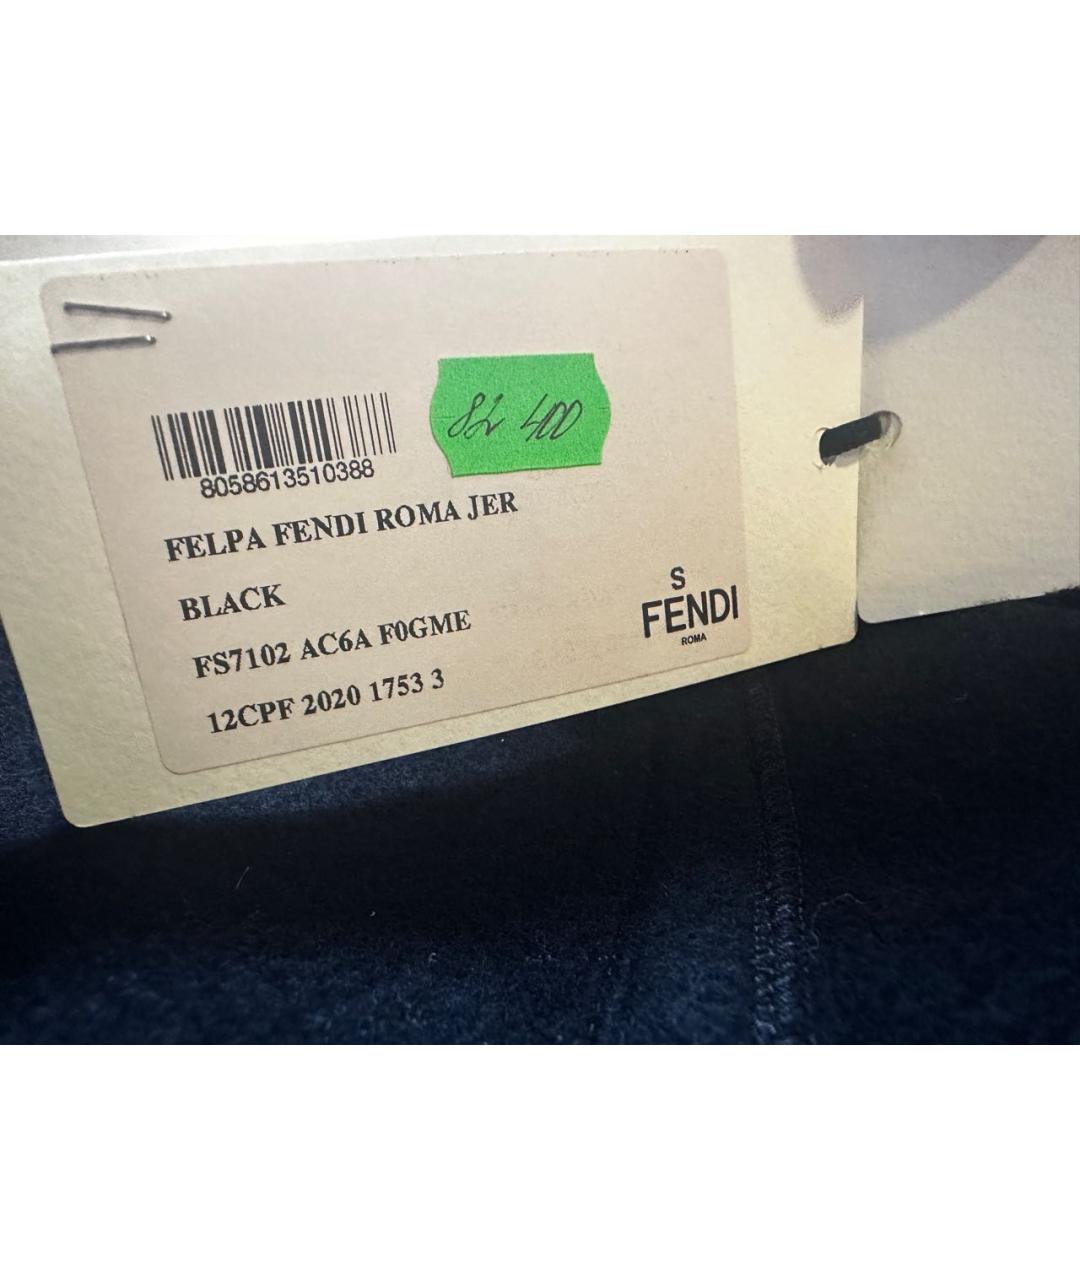 82 400
8058613510388
FELPA FENDI ROMA JER
BLACK
FS7102 AC6A F0GME
12CPF 2020 1753 3
S
FENDI
ROMA